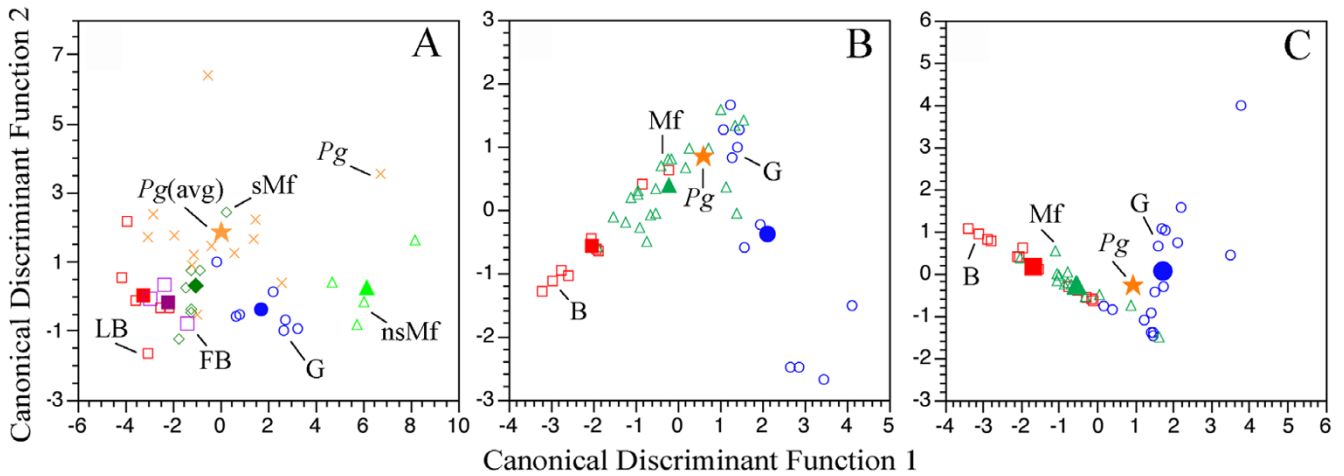 Canonical Discriminant Function 2
A
7
5
3
1
-1
-3
-6 -4 -2 0 2 4 6 8 10
Pg
Pg(avg)
sMf
LB
FB
G
nsMf
B
3
2
1
0
-1
-2
-3
-4 -3 -2 -1 0 1 2 3 4 5
Mf
G
Pg
B
C
6
5
4
3
2
1
0
-1
-2
-3
-4 -3 -2 -1 0 1 2 3 4 5 6
Mf
G
Pg
B
Canonical Discriminant Function 1